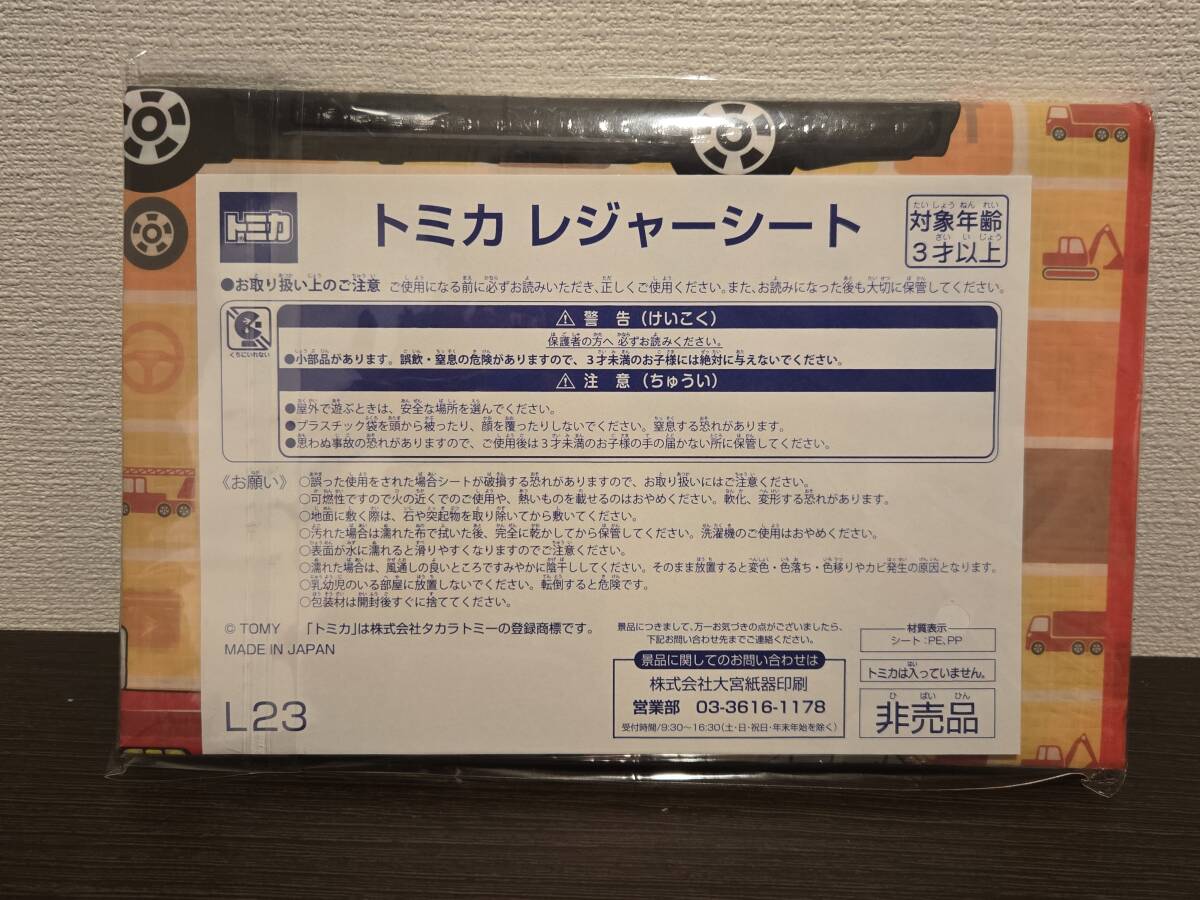 トミカ
トミカ レジャーシート
対象年齢
3才以上
●お取り扱い上のご注意 ご使用になる前に必ずお読みいただき、正しくご使用ください。また、お読みになった後も大切に保管してください。
くちにいれない
⚠ 警 告（けいこく）
保護者の方へ 必ずお読みください。
●小部品があります。誤飲・窒息の危険がありますので、3才未満のお子様には絶対に与えないでください。
⚠ 注 意（ちゅうい）
●屋外で遊ぶときは、安全な場所を選んでください。
●プラスチック袋を頭から被ったり、顔を覆ったりしないでください。窒息する恐れがあります。
●思わぬ事故の恐れがありますので、ご使用後は3才未満のお子様の手の届かない所に保管してください。
《お願い》 ○誤った使用をされた場合シートが破損する恐れがありますので、お取り扱いにはご注意ください。
○可燃性ですので火の近くでのご使用や、熱いものを載せるのはおやめください。軟化、変形する恐れがあります。
○地面に敷く際は、石や突起物を取り除いてから敷いてください。
○汚れた場合は濡れた布で拭いた後、完全に乾かしてから保管してください。洗濯機のご使用はおやめください。
○表面が水に濡れると滑りやすくなりますのでご注意ください。
○濡れた場合は、風通しの良いところですみやかに陰干ししてください。そのまま放置すると変色・色落ち・色移りやカビ発生の原因となります。
○乳幼児のいる部屋に放置しないでください。転倒すると危険です。
○包装材は開封後すぐに捨ててください。
© TOMY 「トミカ」は株式会社タカラトミーの登録商標です。
MADE IN JAPAN
L23
景品につきまして、万一お気づきの点がございましたら、
下記お問い合わせ先までご連絡ください。
景品に関してのお問い合わせは
株式会社大宮紙器印刷
営業部 03-3616-1178
受付時間/9:30〜16:30(土・日・祝日・年末年始を除く)
材質表示
シート：PE、PP
トミカは入っていません。
非売品